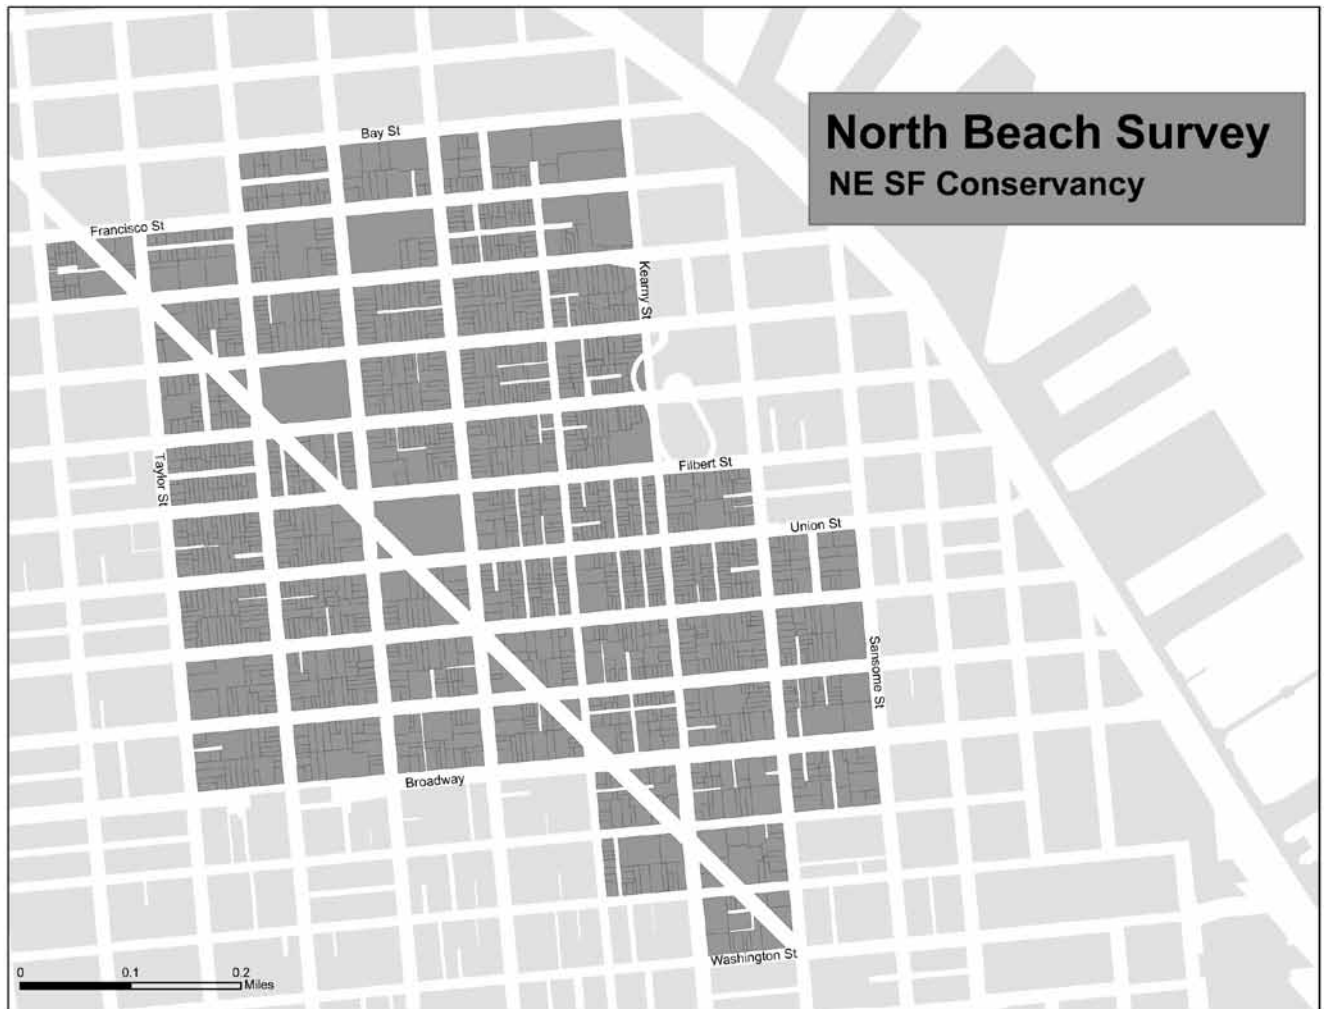 North Beach Survey
NE SF Conservancy
Bay St
Francisco St
Kearny St
Taylor St
Filbert St
Union St
Sansome St
Broadway
Washington St
0 0.1 0.2
Miles